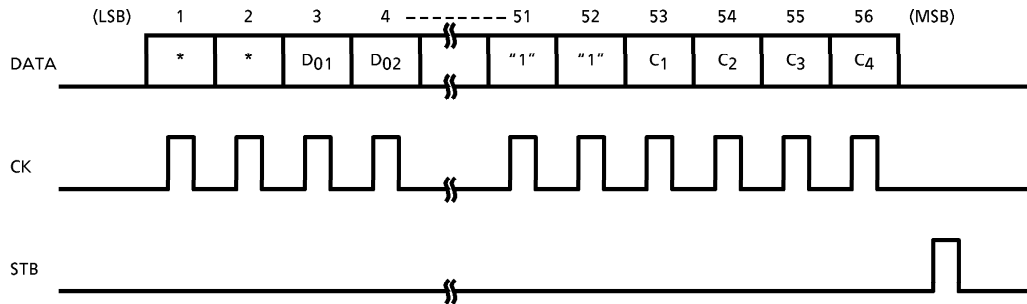 (LSB) 1 2 3 4 51 52 53 54 55 56 (MSB)
DATA * * D01 D02 "1" "1" C1 C2 C3 C4
CK
STB